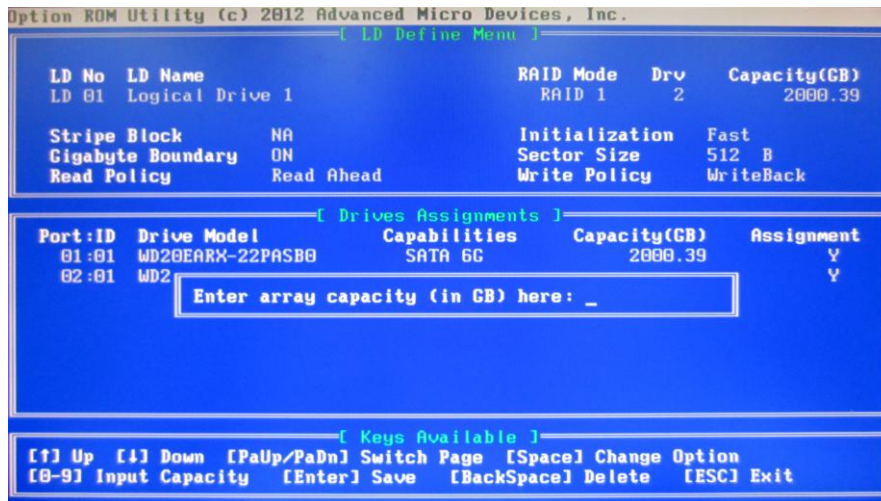 Option ROM Utility (c) 2012 Advanced Micro Devices, Inc.
[ LD Define Menu ]
LD No LD Name RAID Mode Drv Capacity(GB)
LD 01 Logical Drive 1 RAID 1 2 2000.39
Stripe Block NA Initialization Fast
Gigabyte Boundary ON Sector Size 512 B
Read Policy Read Ahead Write Policy WriteBack
[ Drives Assignments ]
Port:ID Drive Model Capabilities Capacity(GB) Assignment
01:01 WD20EARX-22PASB0 SATA 6G 2000.39 Y
02:01 WD2 Y
Enter array capacity (in GB) here: _
[ Keys Available ]
[↑] Up [↓] Down [PaUp/PaDn] Switch Page [Space] Change Option
[0-9] Input Capacity [Enter] Save [BackSpace] Delete [ESC] Exit